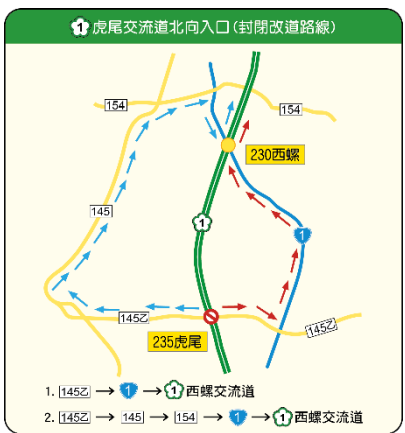 1 虎尾交流道北向入口(封閉改道路線)
154
154
230西螺
145
1
1
145乙
145乙
235虎尾
1. 145乙 → 1 → 1 西螺交流道
2. 145乙 → 145 → 154 → 1 → 1 西螺交流道